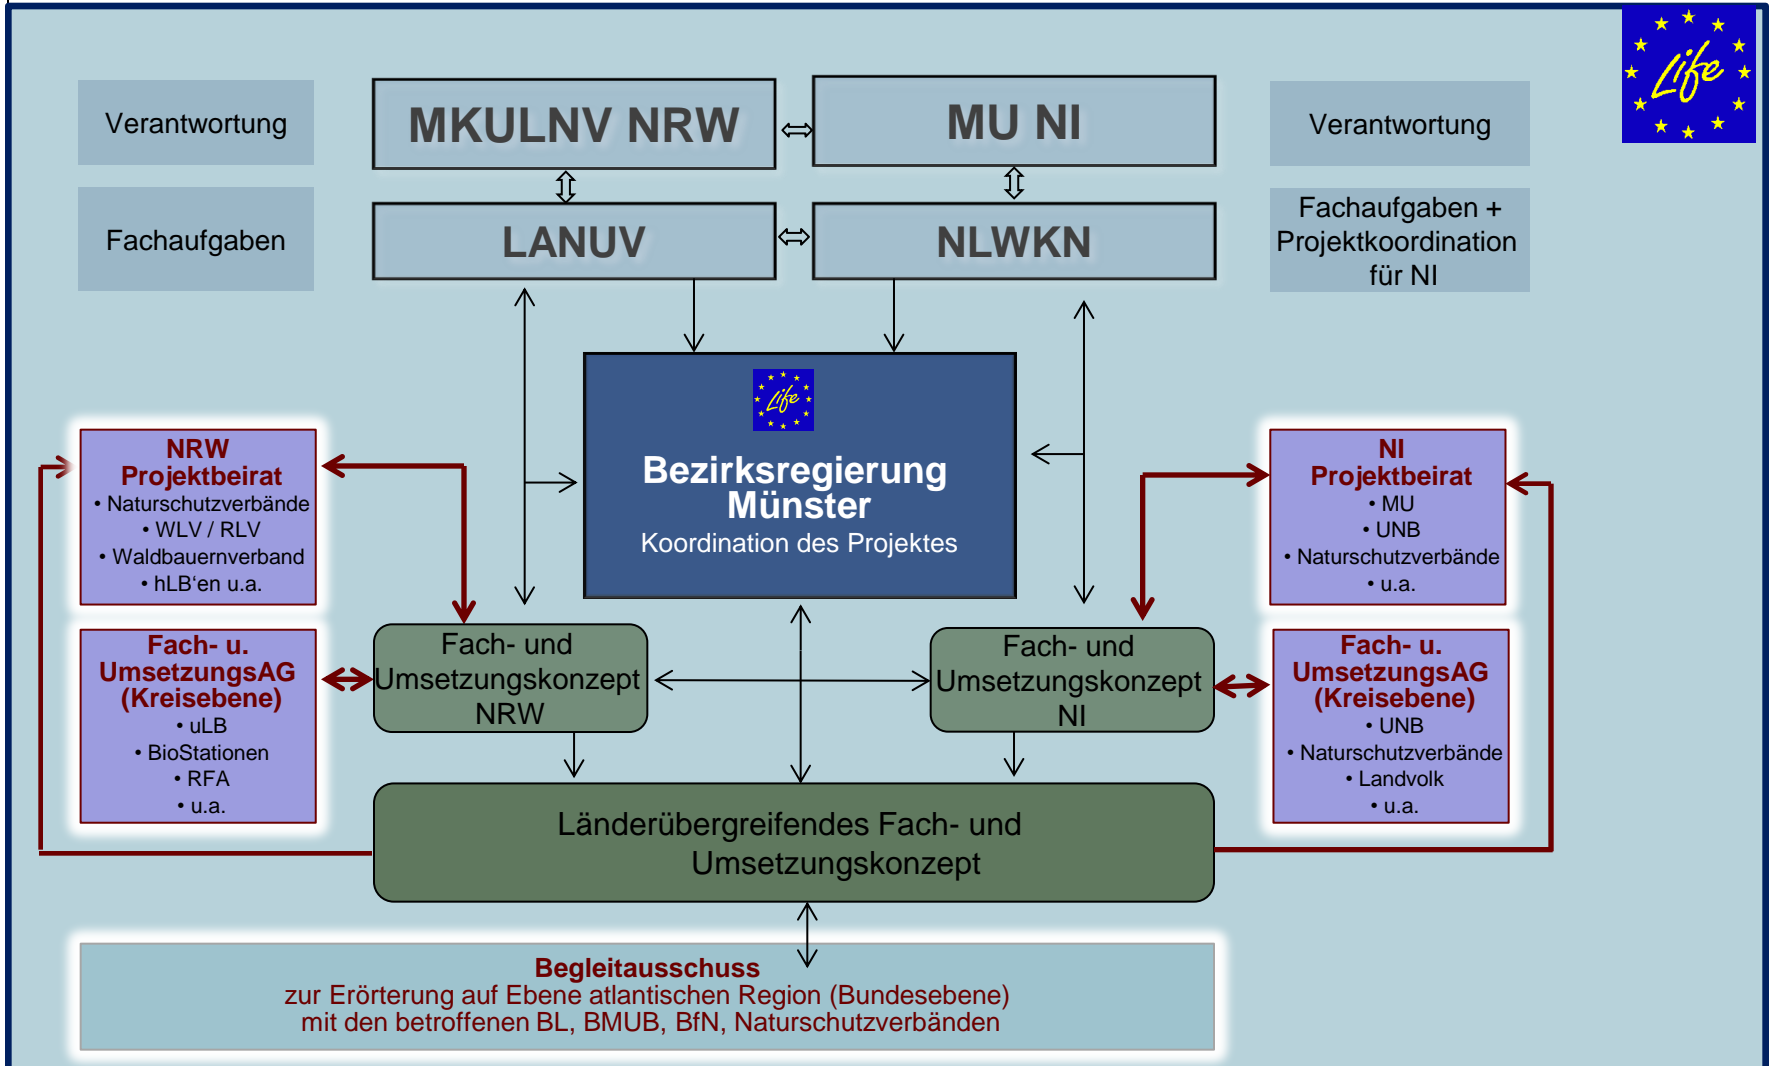 Life
Verantwortung
MKULNV NRW
MU NI
Verantwortung
Fachaufgaben
LANUV
NLWKN
Fachaufgaben +
Projektkoordination
für NI
Life
Bezirksregierung
Münster
Koordination des Projektes
NRW
Projektbeirat
• Naturschutzverbände
• WLV / RLV
• Waldbauernverband
• hLB‘en u.a.
NI
Projektbeirat
• MU
• UNB
• Naturschutzverbände
• u.a.
Fach- u.
UmsetzungsAG
(Kreisebene)
• uLB
• BioStationen
• RFA
• u.a.
Fach- und
Umsetzungskonzept
NRW
Fach- und
Umsetzungskonzept
NI
Fach- u.
UmsetzungsAG
(Kreisebene)
• UNB
• Naturschutzverbände
• Landvolk
• u.a.
Länderübergreifendes Fach- und
Umsetzungskonzept
Begleitausschuss
zur Erörterung auf Ebene atlantischen Region (Bundesebene)
mit den betroffenen BL, BMUB, BfN, Naturschutzverbänden